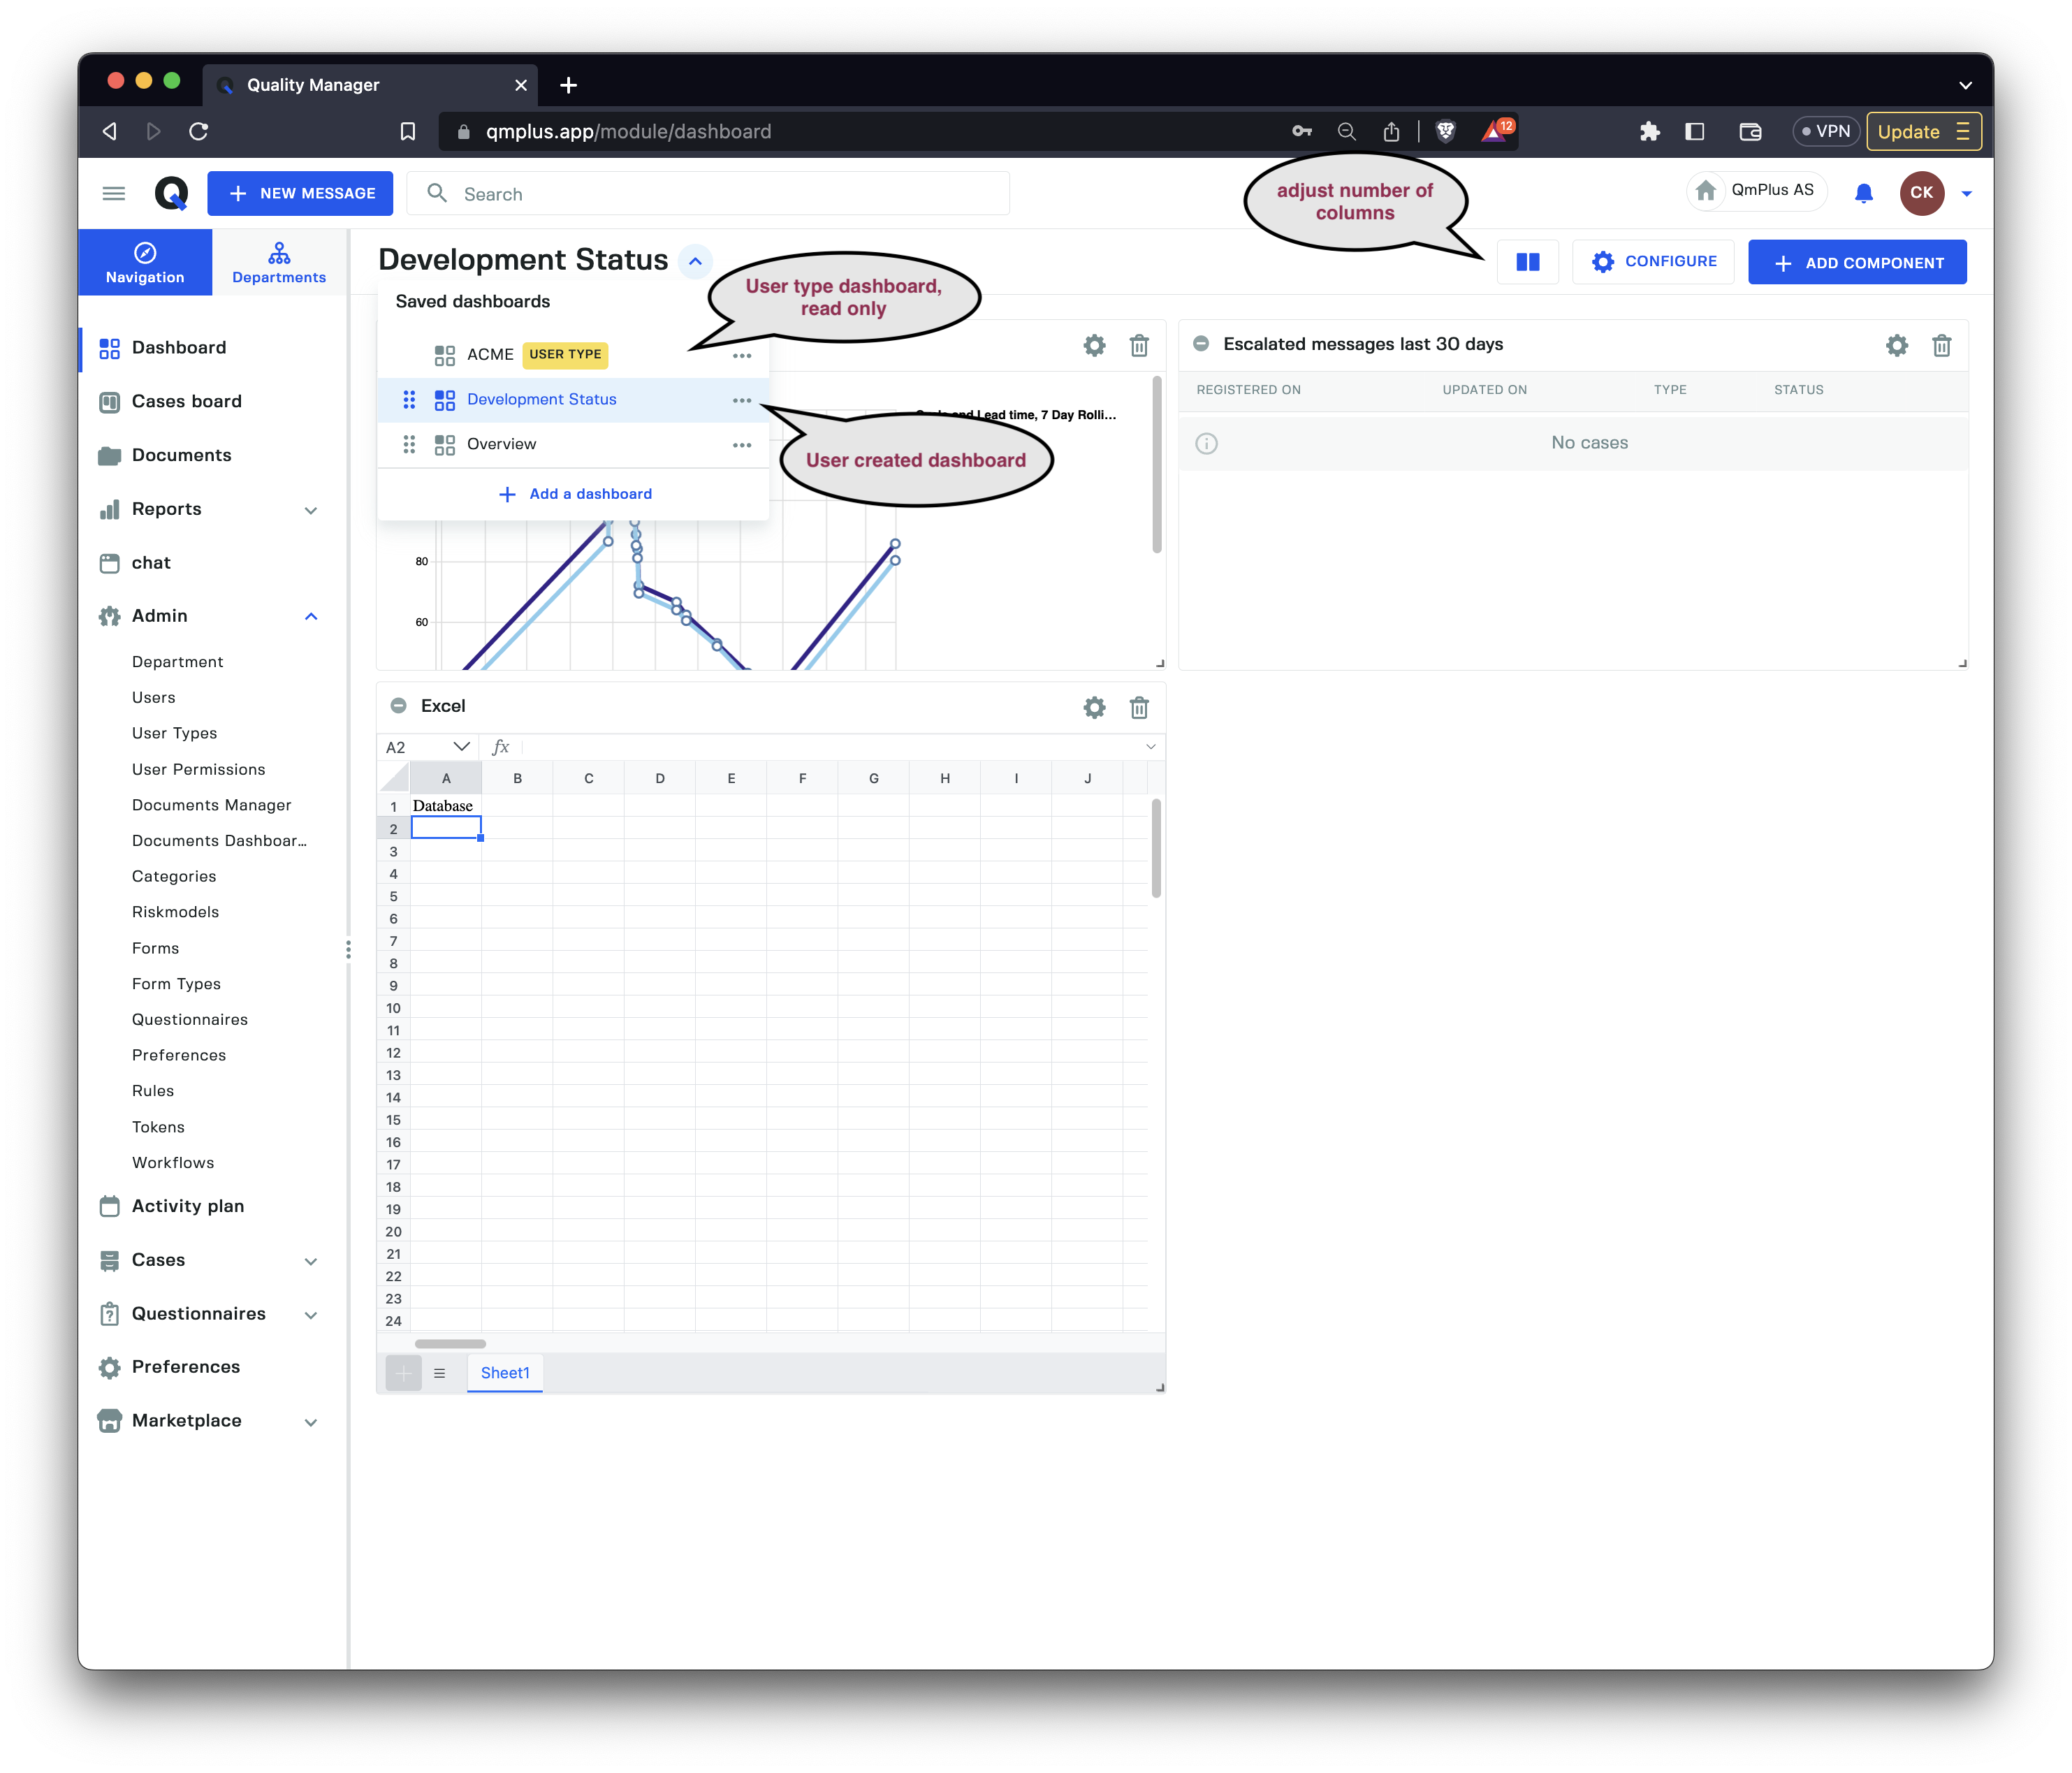 Quality Manager
qmplus.app/module/dashboard
12
VPN
Update
NEW MESSAGE
Search
adjust number of
columns
QmPlus AS
CK
Navigation
Departments
Development Status
CONFIGURE
ADD COMPONENT
Saved dashboards
User type dashboard,
read only
ACME USER TYPE
Development Status
Overview
Add a dashboard
User created dashboard
Lead time, 7 Day Rolli...
80
60
Escalated messages last 30 days
REGISTERED ON UPDATED ON TYPE STATUS
No cases
Dashboard
Cases board
Documents
Reports
chat
Admin
Department
Users
User Types
User Permissions
Documents Manager
Documents Dashboar...
Categories
Riskmodels
Forms
Form Types
Questionnaires
Preferences
Rules
Tokens
Workflows
Activity plan
Cases
Questionnaires
Preferences
Marketplace
Excel
A2 fx
A B C D E F G H I J
1 Database
2
3
4
5
6
7
8
9
10
11
12
13
14
15
16
17
18
19
20
21
22
23
24
Sheet1